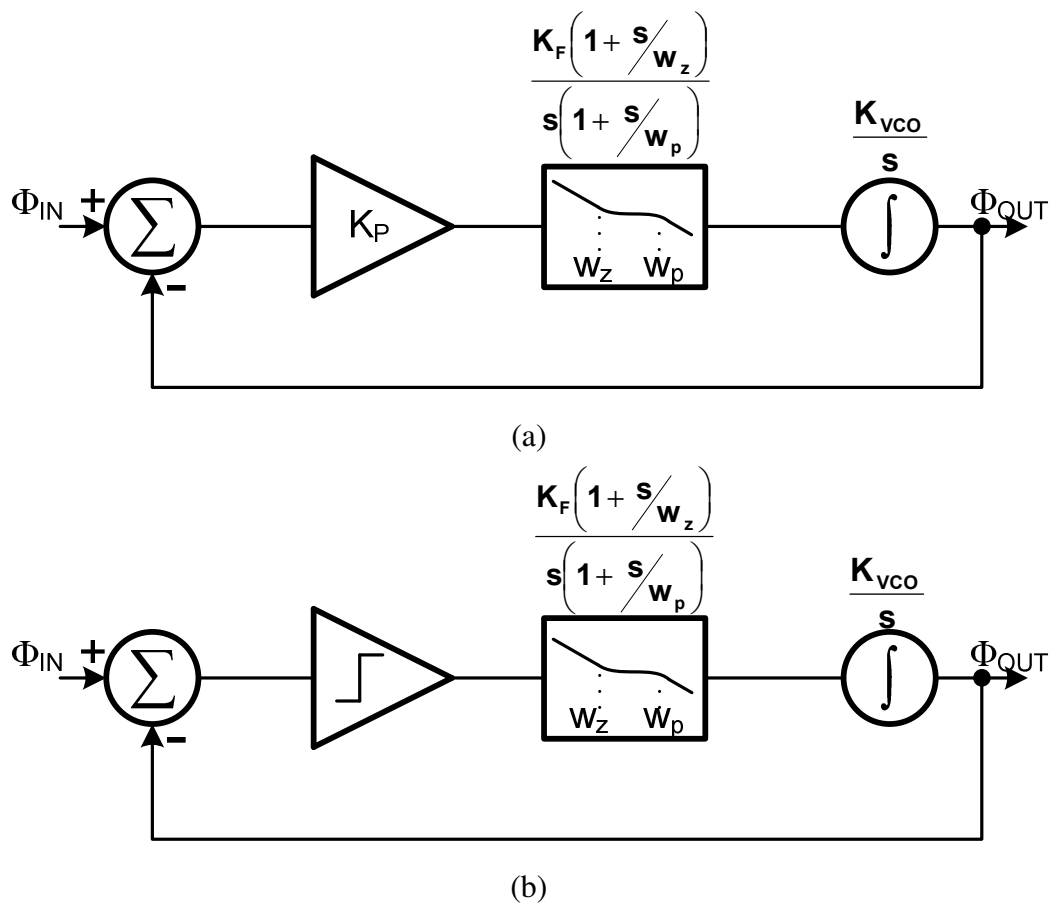 K_F(1 + s/w_z)
s(1 + s/w_p)
K_VCO
s
Φ_IN + Σ K_P ∫ Φ_OUT
w_z w_p
-
(a)
K_F(1 + s/w_z)
s(1 + s/w_p)
K_VCO
s
Φ_IN + Σ ∫ Φ_OUT
w_z w_p
-
(b)